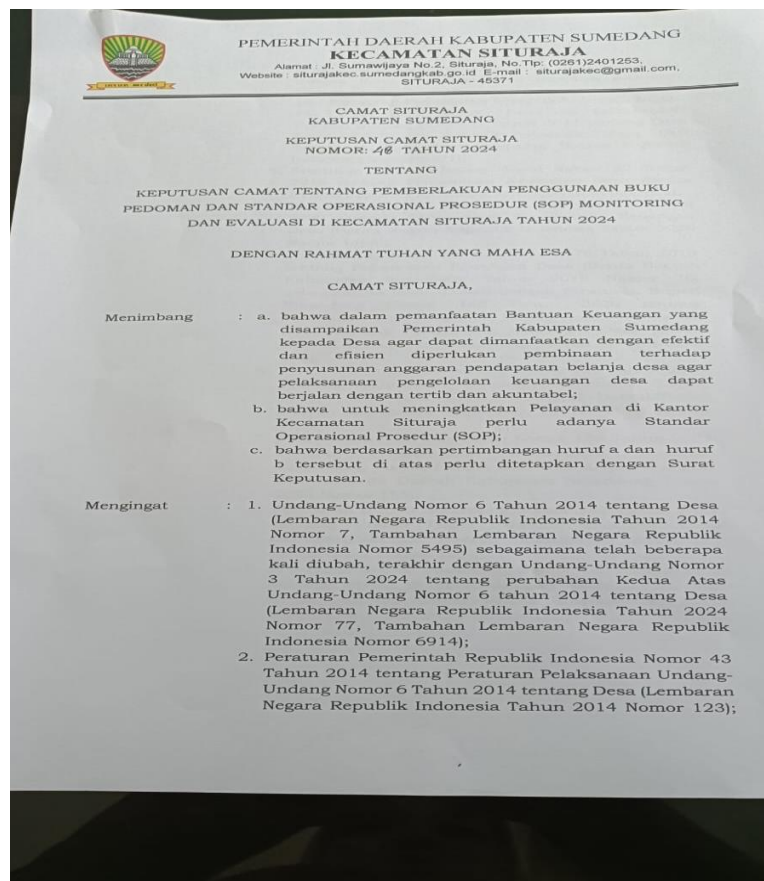 PEMERINTAH DAERAH KABUPATEN SUMEDANG
KECAMATAN SITURAJA
Alamat : Jl. Sumawijaya No.2, Situraja, No.Tlp: (0261)2401253,
Website : siturajakec.sumedangkab.go.id E-mail : siturajakec@gmail.com,
SITURAJA - 45371
CAMAT SITURAJA
KABUPATEN SUMEDANG
KEPUTUSAN CAMAT SITURAJA
NOMOR: 48 TAHUN 2024
TENTANG
KEPUTUSAN CAMAT TENTANG PEMBERLAKUAN PENGGUNAAN BUKU
PEDOMAN DAN STANDAR OPERASIONAL PROSEDUR (SOP) MONITORING
DAN EVALUASI DI KECAMATAN SITURAJA TAHUN 2024
DENGAN RAHMAT TUHAN YANG MAHA ESA
CAMAT SITURAJA,
Menimbang : a. bahwa dalam pemanfaatan Bantuan Keuangan yang
disampaikan Pemerintah Kabupaten Sumedang
kepada Desa agar dapat dimanfaatkan dengan efektif
dan efisien diperlukan pembinaan terhadap
penyusunan anggaran pendapatan belanja desa agar
pelaksanaan pengelolaan keuangan desa dapat
berjalan dengan tertib dan akuntabel;
b. bahwa untuk meningkatkan Pelayanan di Kantor
Kecamatan Situraja perlu adanya Standar
Operasional Prosedur (SOP);
c. bahwa berdasarkan pertimbangan huruf a dan huruf
b tersebut di atas perlu ditetapkan dengan Surat
Keputusan.
Mengingat : 1. Undang-Undang Nomor 6 Tahun 2014 tentang Desa
(Lembaran Negara Republik Indonesia Tahun 2014
Nomor 7, Tambahan Lembaran Negara Republik
Indonesia Nomor 5495) sebagaimana telah beberapa
kali diubah, terakhir dengan Undang-Undang Nomor
3 Tahun 2024 tentang perubahan Kedua Atas
Undang-Undang Nomor 6 tahun 2014 tentang Desa
(Lembaran Negara Republik Indonesia Tahun 2024
Nomor 77, Tambahan Lembaran Negara Republik
Indonesia Nomor 6914);
2. Peraturan Pemerintah Republik Indonesia Nomor 43
Tahun 2014 tentang Peraturan Pelaksanaan Undang-
Undang Nomor 6 Tahun 2014 tentang Desa (Lembaran
Negara Republik Indonesia Tahun 2014 Nomor 123);